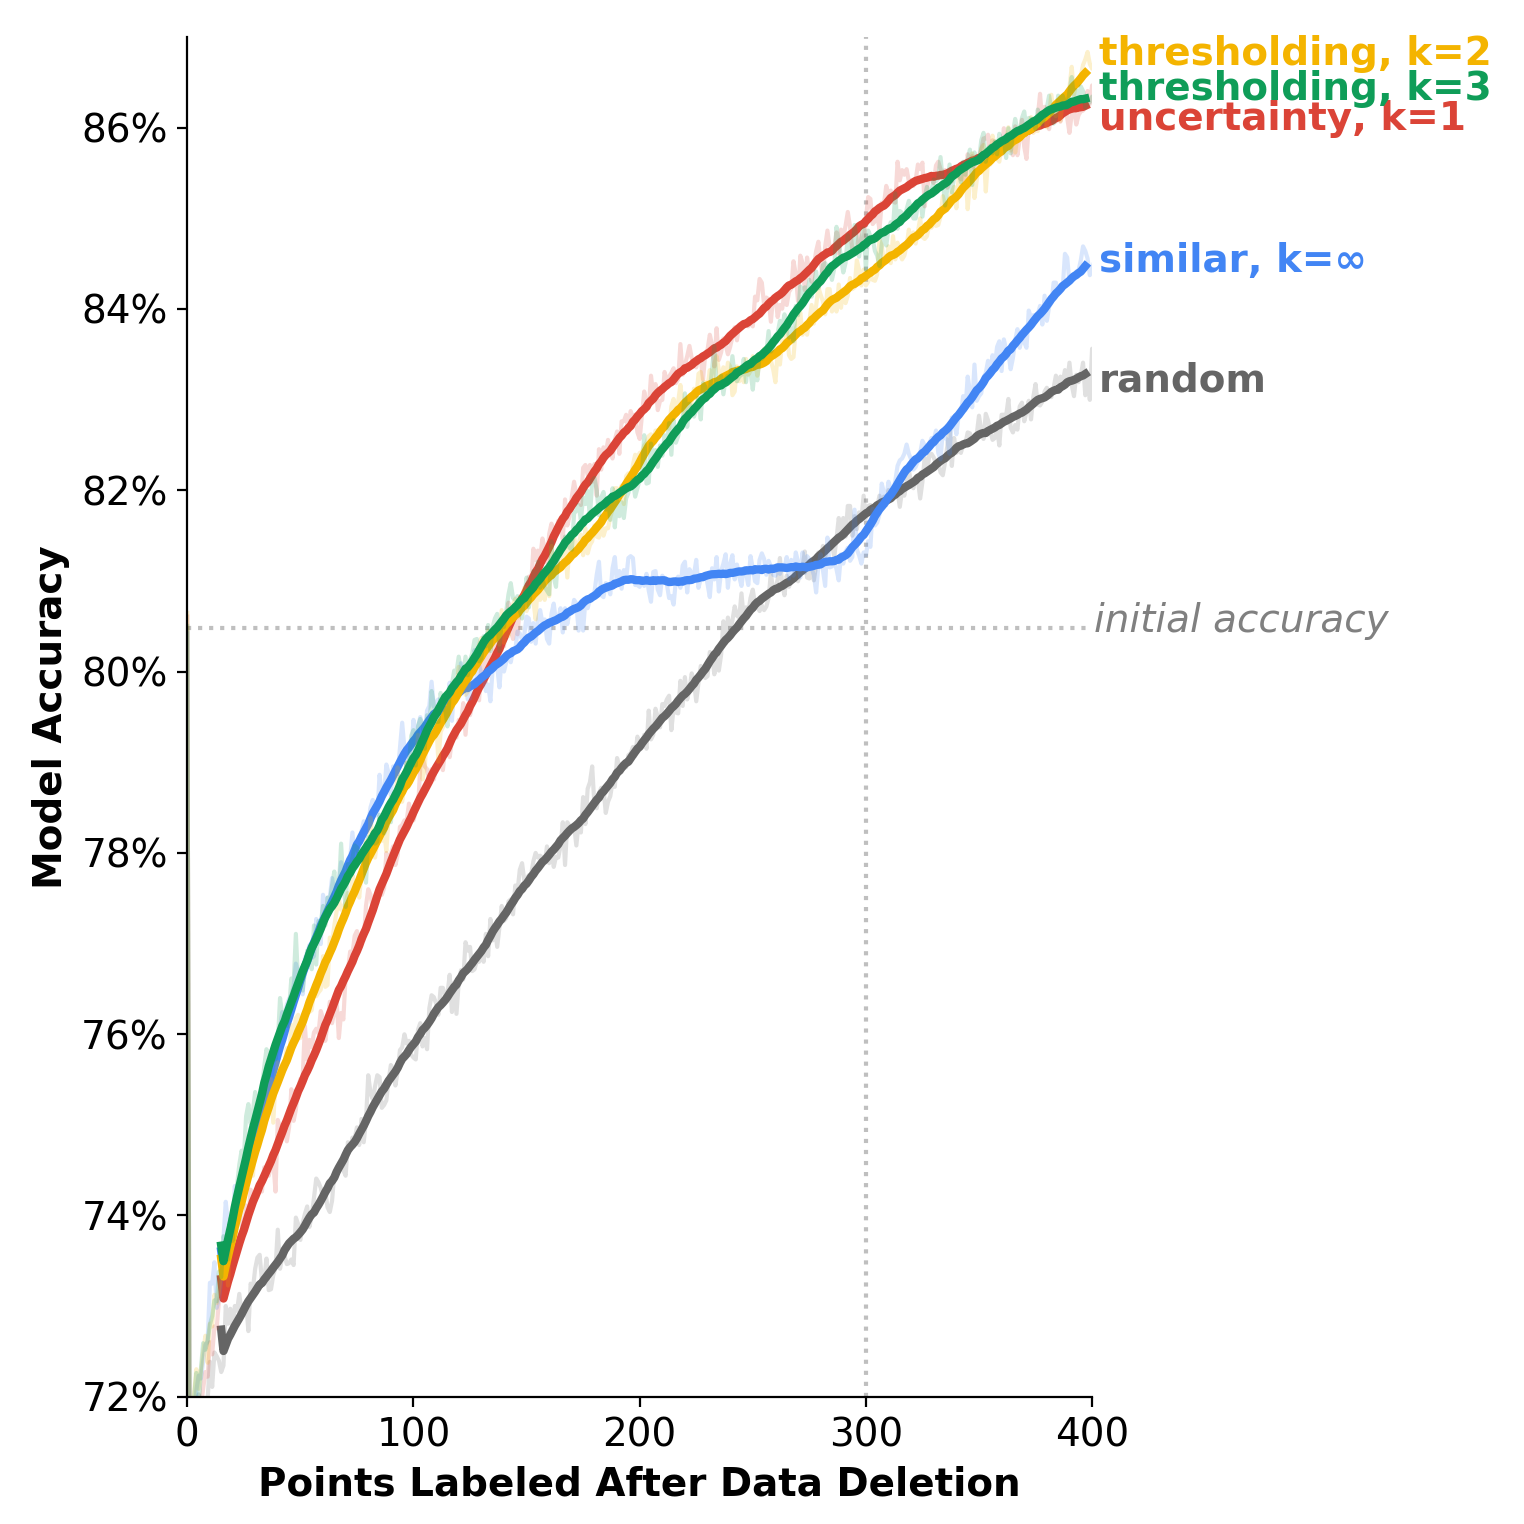 thresholding, k=2
thresholding, k=3
uncertainty, k=1
86%
similar, k=∞
84%
random
82%
initial accuracy
80%
78%
76%
74%
72%
Model Accuracy
0 100 200 300 400
Points Labeled After Data Deletion